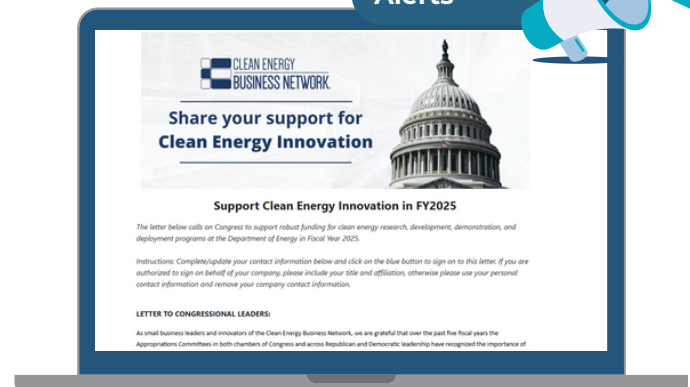 Alerts
CLEAN ENERGY
BUSINESS NETWORK
Share your support for
Clean Energy Innovation
Support Clean Energy Innovation in FY2025
The letter below calls on Congress to support robust funding for clean energy research, development, demonstration, and
deployment programs at the Department of Energy in Fiscal Year 2025.
Instructions: Complete/update your contact information below and click on the blue button to sign on to this letter. If you are
authorized to sign on behalf of your company, please include your title and affiliation, otherwise please use your personal
contact information and remove your company contact information.
LETTER TO CONGRESSIONAL LEADERS:
As small business leaders and innovators of the Clean Energy Business Network, we are grateful that over the past five fiscal years the
Appropriations Committees in both chambers of Congress and across Republican and Democratic leadership have recognized the importance of